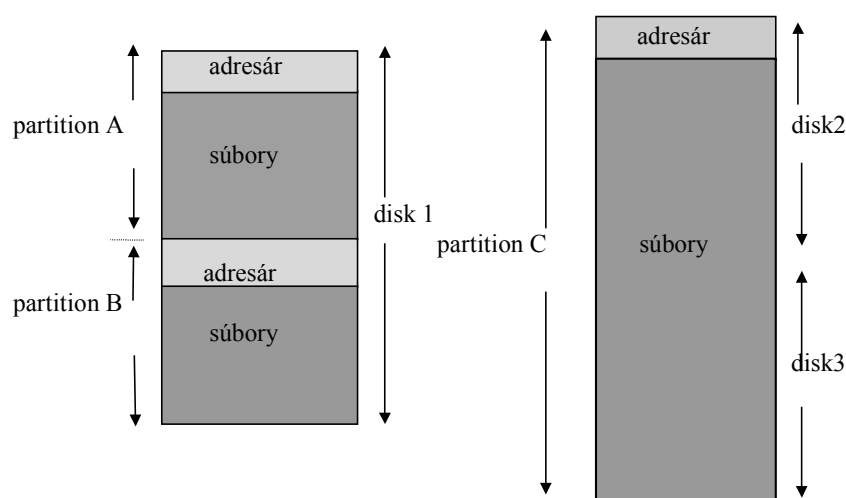 adresár
partition A
súbory
disk 1
adresár
partition B
súbory
adresár
disk2
partition C
súbory
disk3